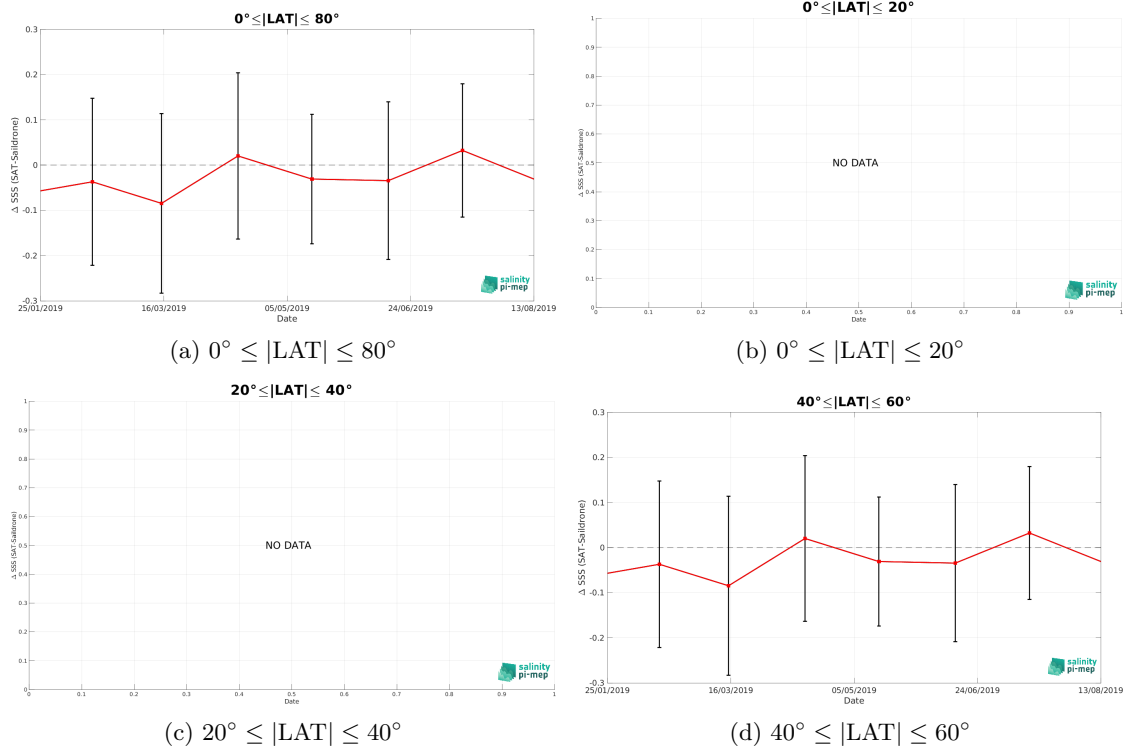 0°≤|LAT|≤ 80°
0.3
0.2
0.1
0
-0.1
-0.2
-0.3
Δ SSS (SAT-Saildrone)
25/01/2019 16/03/2019 05/05/2019 24/06/2019 13/08/2019
Date
salinity
pi-mep
(a) 0° ≤ |LAT| ≤ 80°
0°≤|LAT|≤ 20°
1
0.9
0.8
0.7
0.6
0.5
0.4
0.3
0.2
0.1
0
Δ SSS (SAT-Saildrone)
NO DATA
0 0.1 0.2 0.3 0.4 0.5 0.6 0.7 0.8 0.9 1
Date
salinity
pi-mep
(b) 0° ≤ |LAT| ≤ 20°
20°≤|LAT|≤ 40°
1
0.9
0.8
0.7
0.6
0.5
0.4
0.3
0.2
0.1
0
Δ SSS (SAT-Saildrone)
NO DATA
0 0.1 0.2 0.3 0.4 0.5 0.6 0.7 0.8 0.9 1
Date
salinity
pi-mep
(c) 20° ≤ |LAT| ≤ 40°
40°≤|LAT|≤ 60°
0.3
0.2
0.1
0
-0.1
-0.2
-0.3
Δ SSS (SAT-Saildrone)
25/01/2019 16/03/2019 05/05/2019 24/06/2019 13/08/2019
Date
salinity
pi-mep
(d) 40° ≤ |LAT| ≤ 60°